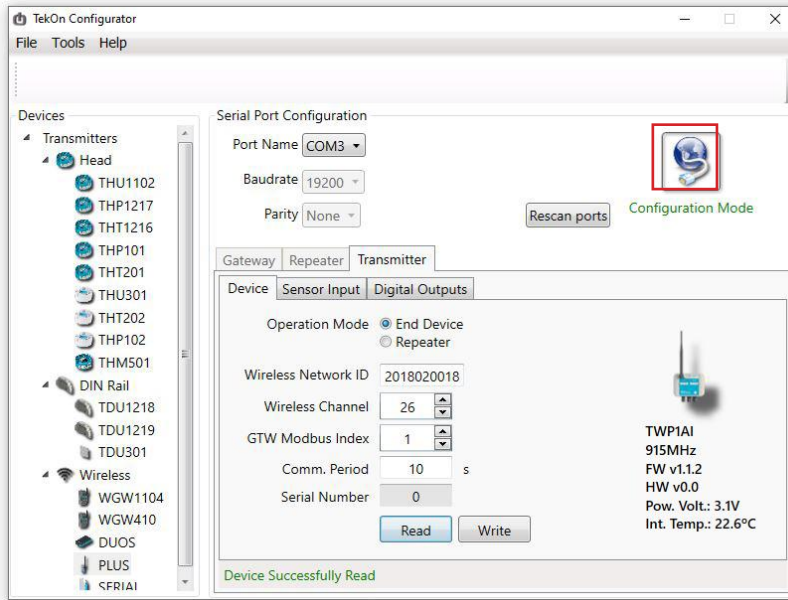 TekOn Configurator
File Tools Help
Devices
Transmitters
Head
THU1102
THP1217
THT1216
THP101
THT201
THU301
THT202
THP102
THM501
DIN Rail
TDU1218
TDU1219
TDU301
Wireless
WGW1104
WGW410
DUOS
PLUS
SERIAL
Serial Port Configuration
Port Name COM3
Baudrate 19200
Parity None
Rescan ports
Configuration Mode
Gateway Repeater Transmitter
Device Sensor Input Digital Outputs
Operation Mode End Device
Repeater
Wireless Network ID 2018020018
Wireless Channel 26
GTW Modbus Index 1
Comm. Period 10 s
Serial Number 0
Read Write
TWP1AI
915MHz
FW v1.1.2
HW v0.0
Pow. Volt.: 3.1V
Int. Temp.: 22.6ºC
Device Successfully Read